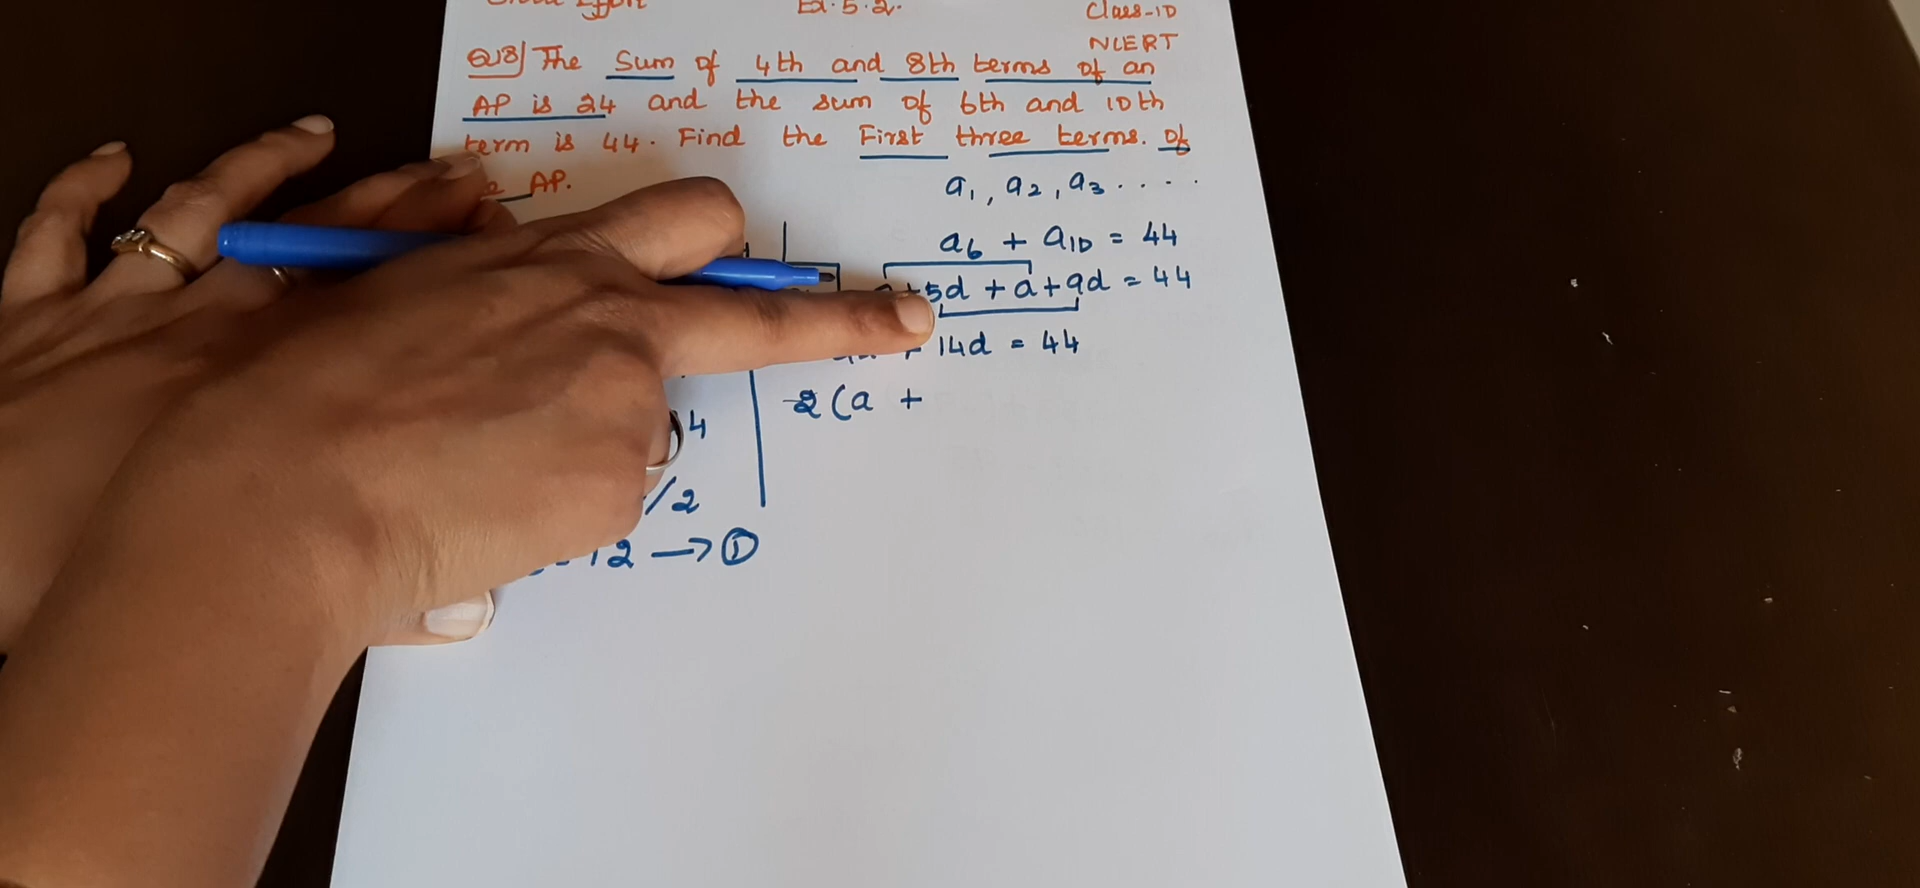 Ex.5.2.
Class-10
NCERT
Q18) The Sum of 4th and 8th terms of an
AP is 24 and the sum of 6th and 10th
term is 44. Find the First three terms. of
AP.
a1, a2, a3 ....
a6 + a10 = 44
+5d + a+9d = 44
+ 14d = 44
2(a +
4
/2
12 → ①